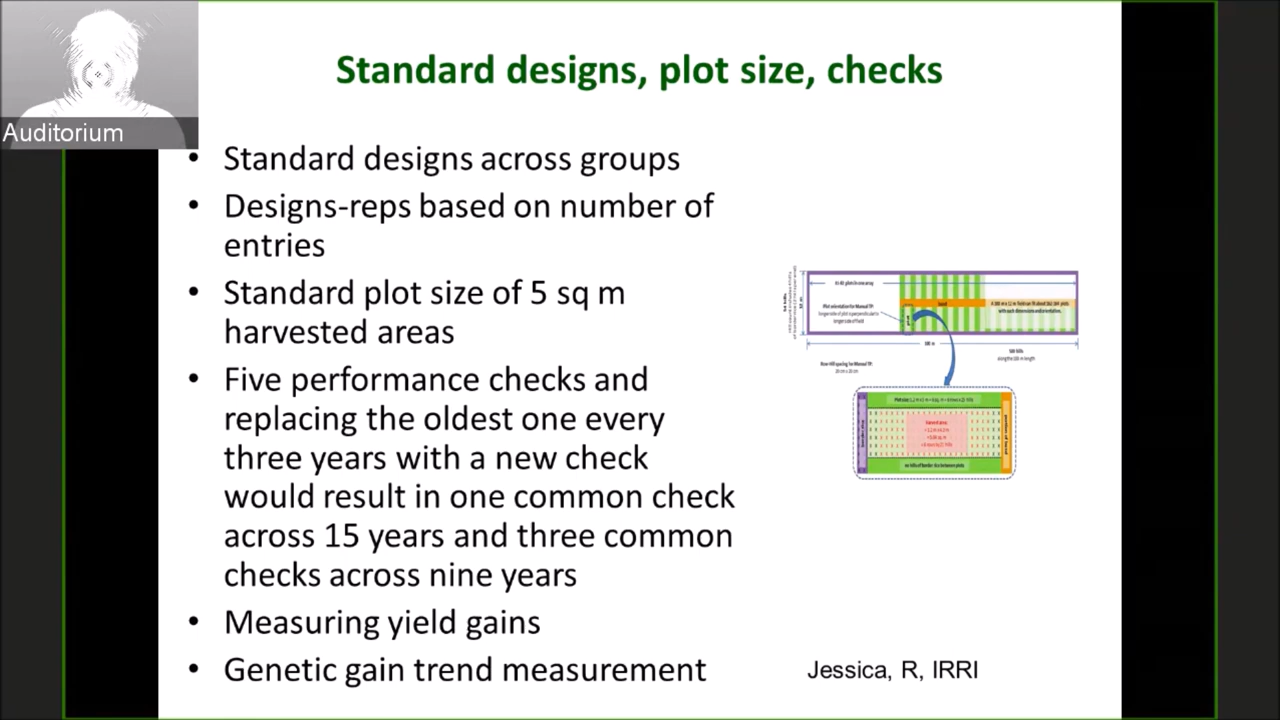 Standard designs, plot size, checks
Auditorium
• Standard designs across groups
• Designs-reps based on number of
entries
• Standard plot size of 5 sq m
harvested areas
• Five performance checks and
replacing the oldest one every
three years with a new check
would result in one common check
across 15 years and three common
checks across nine years
• Measuring yield gains
• Genetic gain trend measurement
Jessica, R, IRRI